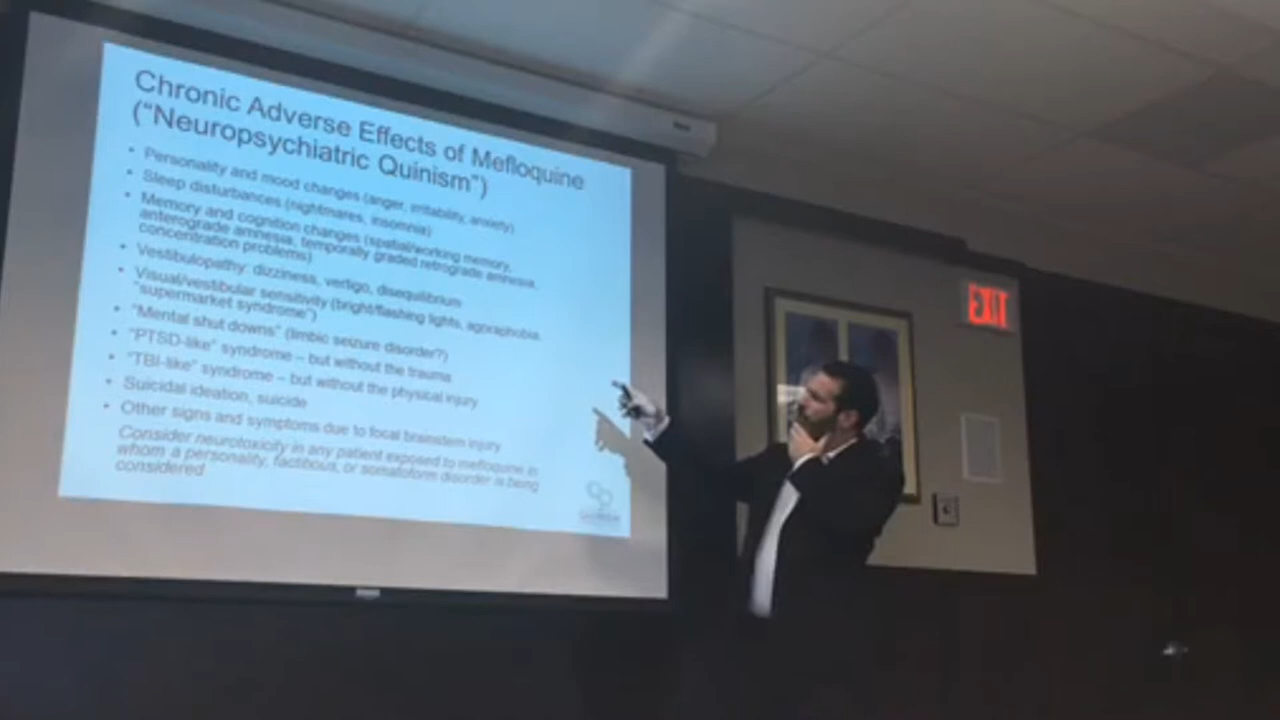 Chronic Adverse Effects of Mefloquine
("Neuropsychiatric Quinism")
• Personality and mood changes (anger, irritability, anxiety)
• Sleep disturbances (nightmares, insomnia)
• Memory and cognition changes (spatial/working memory,
anterograde amnesia, temporally graded retrograde amnesia,
concentration problems)
• Vestibulopathy: dizziness, vertigo, disequilibrium
• Visual/vestibular sensitivity (bright/flashing lights, agoraphobia,
"supermarket syndrome")
• "Mental shut downs" (limbic seizure disorder?)
• "PTSD-like" syndrome – but without the trauma
• "TBI-like" syndrome – but without the physical injury
• Suicidal ideation, suicide
• Other signs and symptoms due to focal brainstem injury
Consider neurotoxicity in any patient exposed to mefloquine in
whom a personality, factitious, or somatoform disorder is being
considered
EXIT